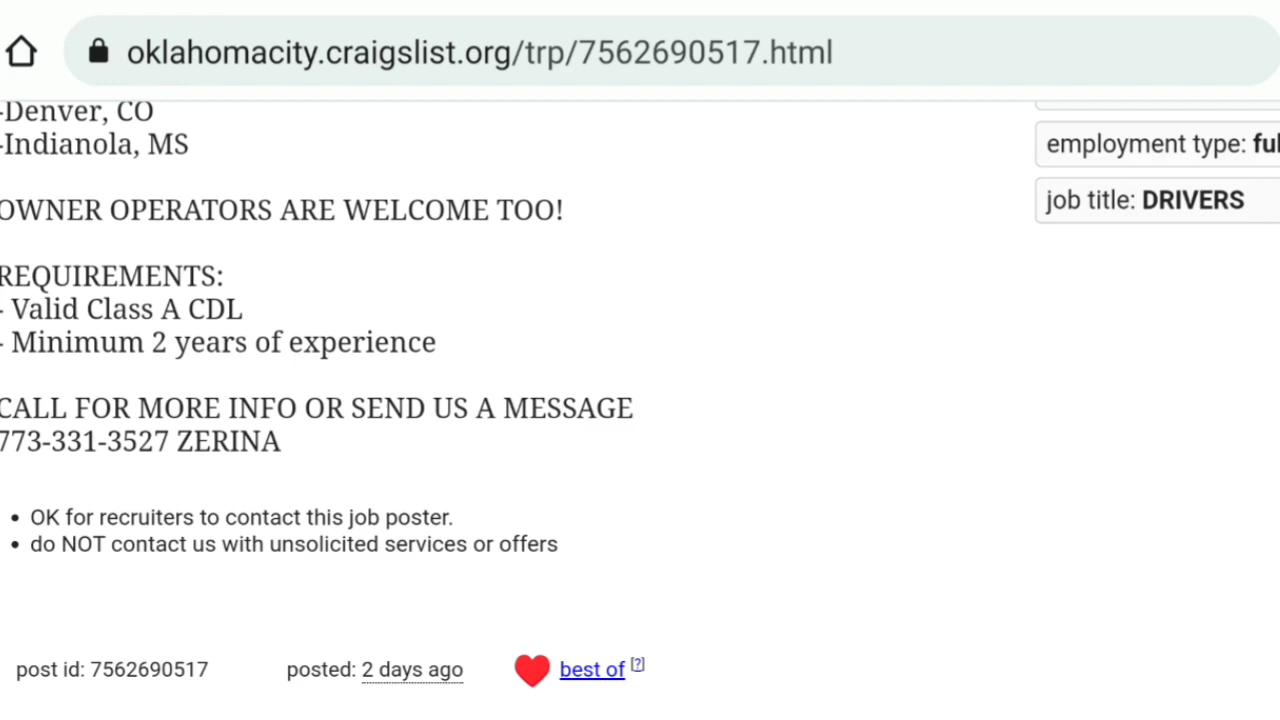 oklahomacity.craigslist.org/trp/7562690517.html
-Denver, CO
-Indianola, MS
employment type: ful
job title: DRIVERS
OWNER OPERATORS ARE WELCOME TOO!
REQUIREMENTS:
- Valid Class A CDL
- Minimum 2 years of experience
CALL FOR MORE INFO OR SEND US A MESSAGE
773-331-3527 ZERINA
• OK for recruiters to contact this job poster.
• do NOT contact us with unsolicited services or offers
post id: 7562690517 posted: 2 days ago best of [?]